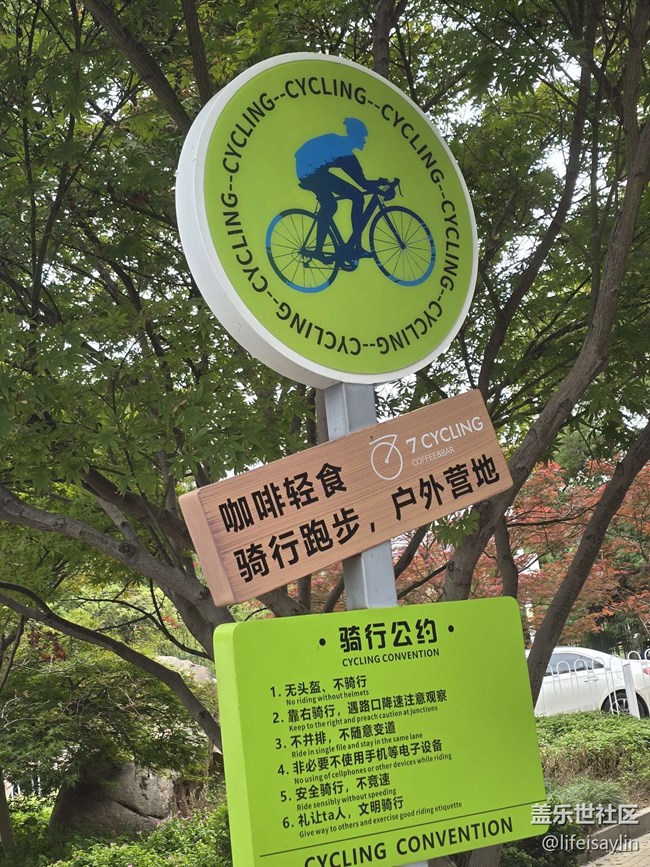 CYCLING--CYCLING--CYCLING--CYCLING--CYCLING--CYCLING--CYCLING--CYCLING--
7 CYCLING
COFFEE&BAR
咖啡轻食
骑行跑步，户外营地
·骑行公约·
CYCLING CONVENTION
1. 无头盔、不骑行
No riding without helmets
2. 靠右骑行，遇路口降速注意观察
Keep to the right and preach caution at junctions
3. 不并排，不随意变道
Ride in single file and stay in the same lane
4. 非必要不使用手机等电子设备
No using of cellphones or other devices while riding
5. 安全骑行，不竞速
Ride sensibly without speeding
6. 礼让ta人，文明骑行
Give way to others and exercise good riding etiquette
CYCLING CONVENTION
盖乐世社区
@lifeisaylin